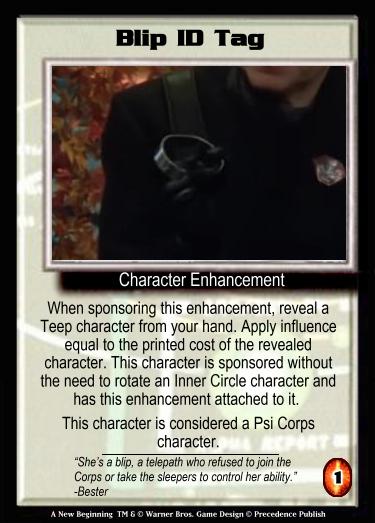 Blip ID Tag
Character Enhancement
When sponsoring this enhancement, reveal a
Teep character from your hand. Apply influence
equal to the printed cost of the revealed
character. This character is sponsored without
the need to rotate an Inner Circle character and
has this enhancement attached to it.
This character is considered a Psi Corps
character.
"She's a blip, a telepath who refused to join the
Corps or take the sleepers to control her ability."
-Bester
1
A New Beginning TM & © Warner Bros. Game Design © Precedence Publish